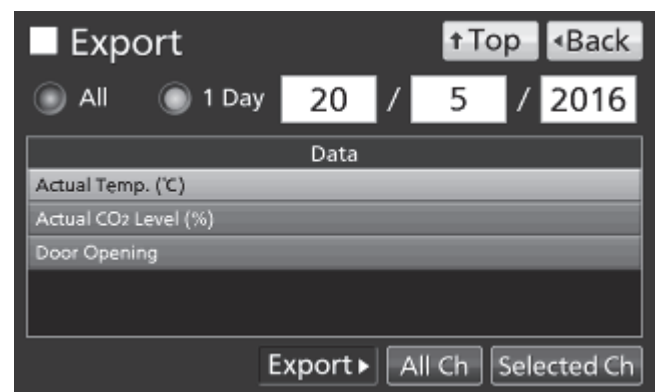 Export ↑Top ◂Back
All 1 Day 20 / 5 / 2016
Data
Actual Temp. (℃)
Actual CO₂ Level (%)
Door Opening
Export▸ All Ch Selected Ch